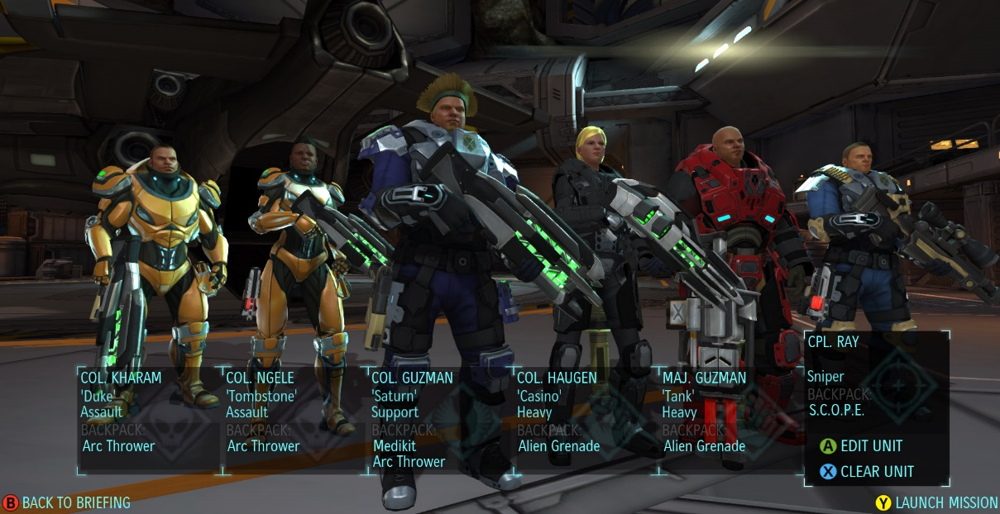 COL. KHARAM
'Duke'
Assault
BACKPACK:
Arc Thrower
COL. NGELE
'Tombstone'
Assault
BACKPACK:
Arc Thrower
COL. GUZMAN
'Saturn'
Support
BACKPACK:
Medikit
Arc Thrower
COL. HAUGEN
'Casino'
Heavy
BACKPACK:
Alien Grenade
MAJ. GUZMAN
'Tank'
Heavy
BACKPACK:
Alien Grenade
CPL. RAY
Sniper
BACKPACK:
S.C.O.P.E.
A EDIT UNIT
X CLEAR UNIT
B BACK TO BRIEFING
Y LAUNCH MISSION